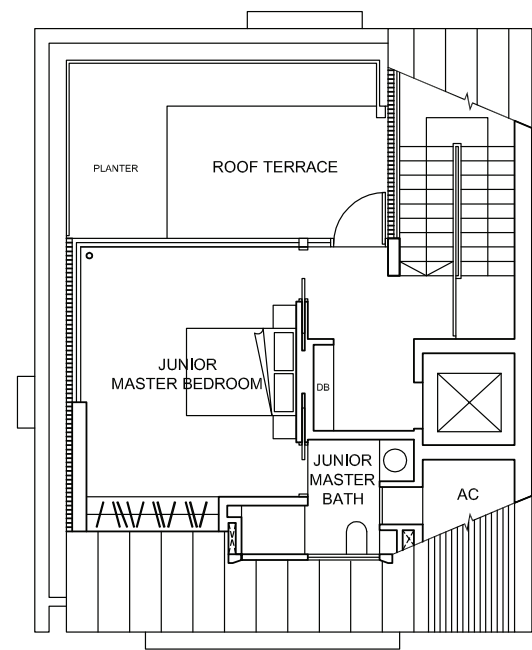 PLANTER
ROOF TERRACE
JUNIOR
MASTER BEDROOM
DB
JUNIOR
MASTER
BATH
AC